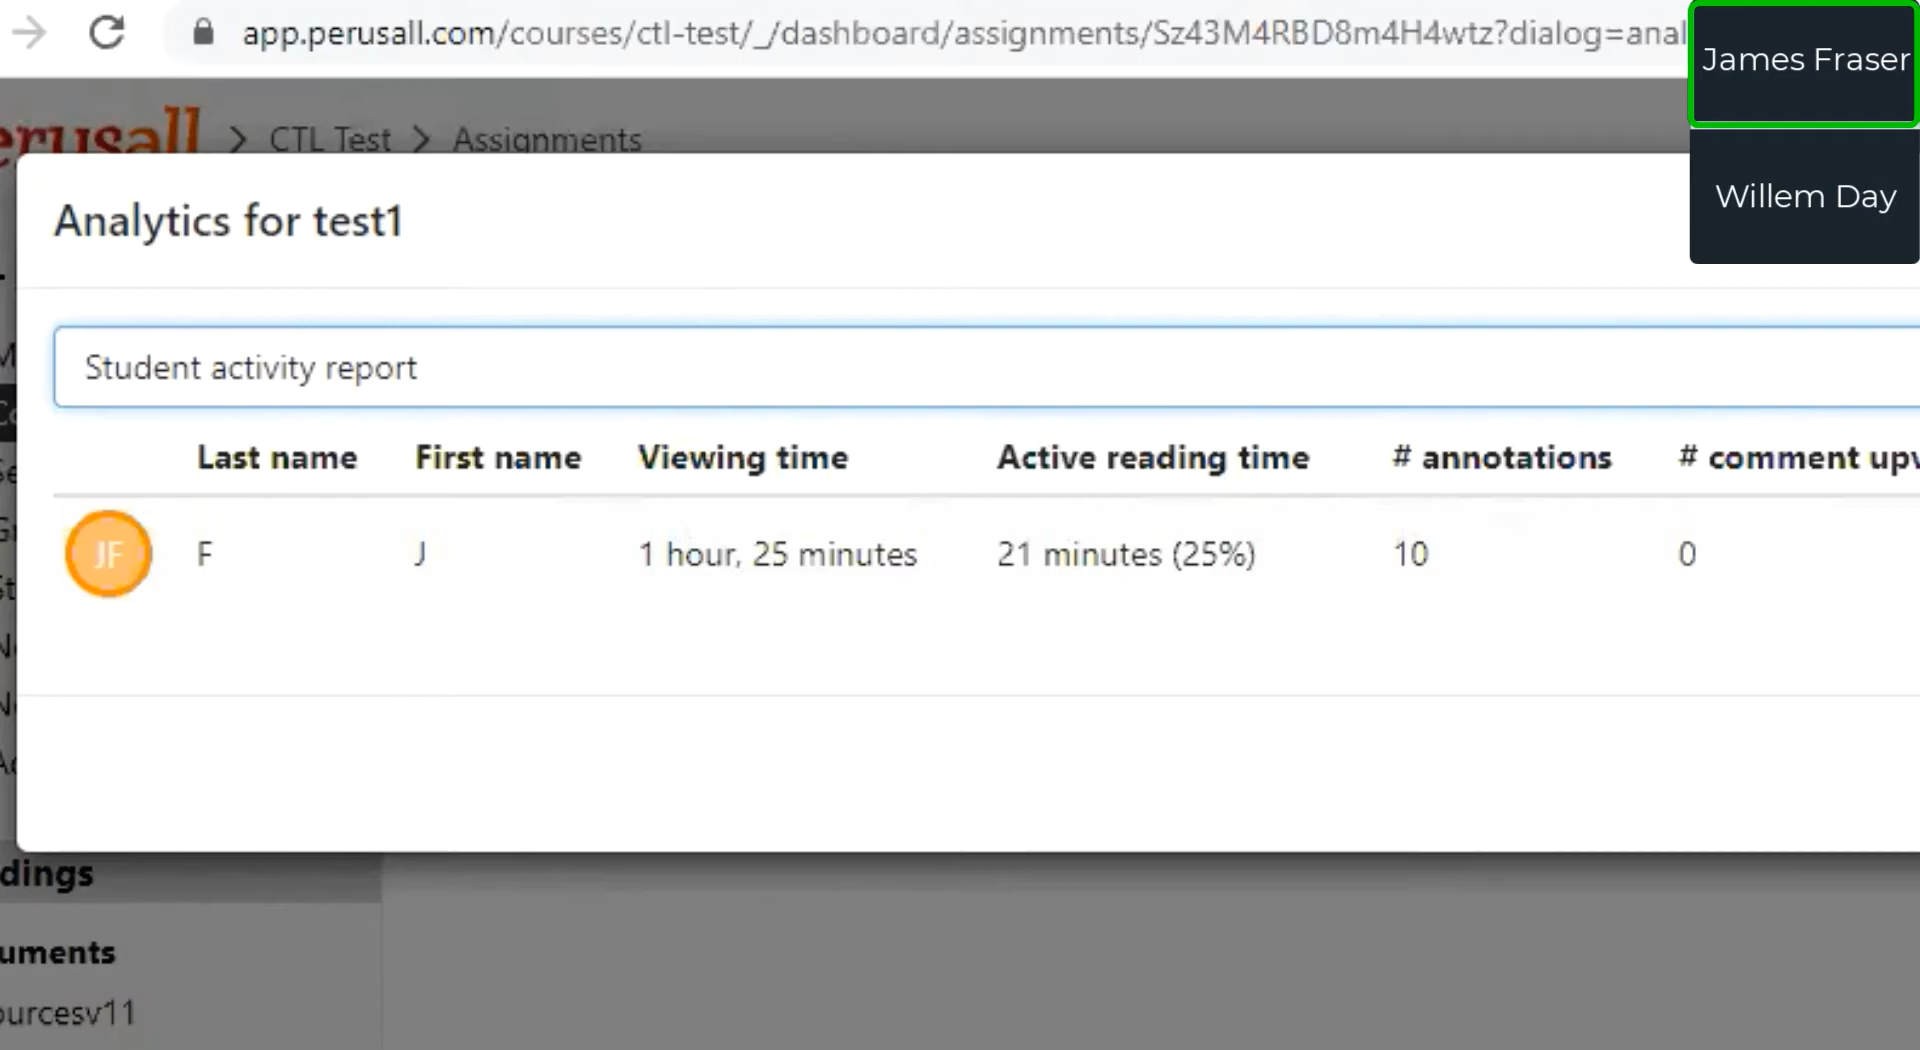 app.perusall.com/courses/ctl-test/_/dashboard/assignments/Sz43M4RBD8m4H4wtz?dialog=anal
James Fraser
Willem Day
erusall > CTL Test > Assignments
Analytics for test1
Student activity report
Last name First name Viewing time Active reading time # annotations # comment upv
JF F J 1 hour, 25 minutes 21 minutes (25%) 10 0
dings
uments
ourcesv11